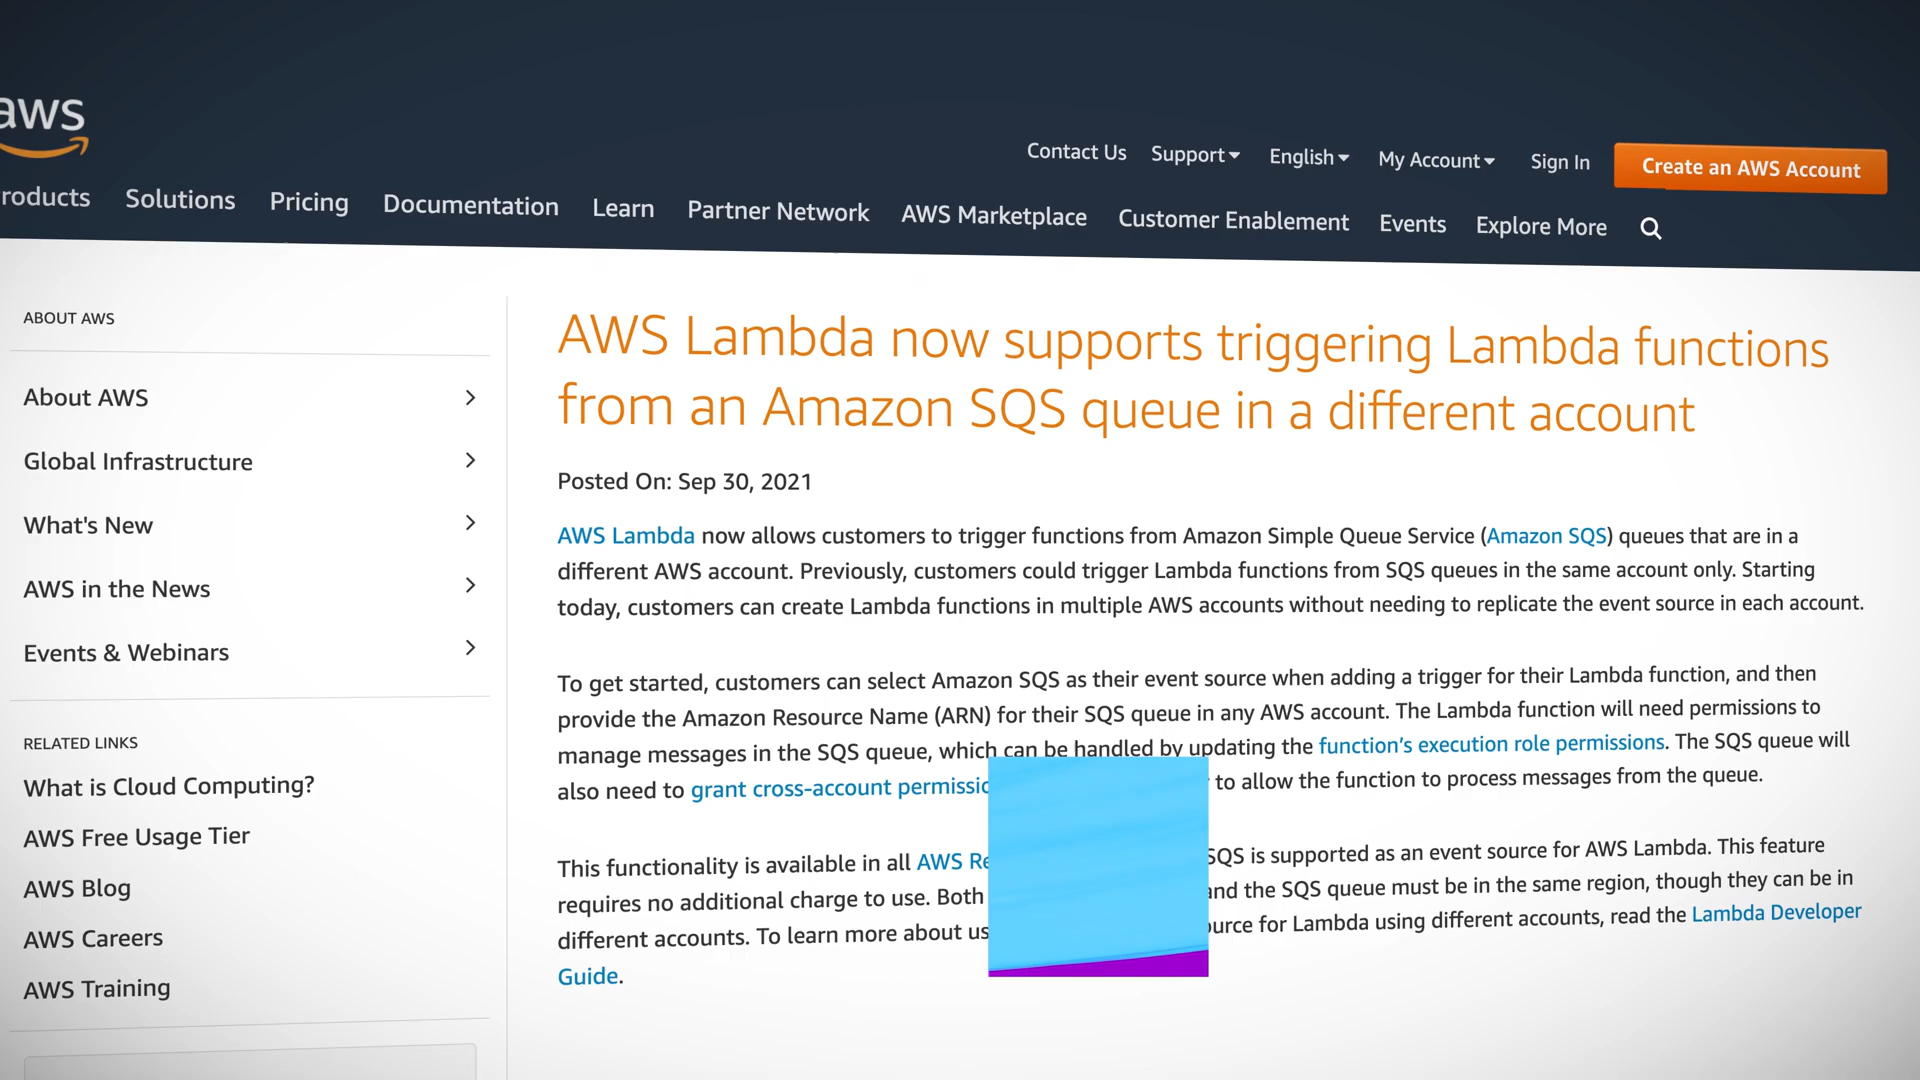 aws
Contact Us Support English My Account Sign In Create an AWS Account
roducts Solutions Pricing Documentation Learn Partner Network AWS Marketplace Customer Enablement Events Explore More
ABOUT AWS
About AWS
Global Infrastructure
What's New
AWS in the News
Events & Webinars
RELATED LINKS
What is Cloud Computing?
AWS Free Usage Tier
AWS Blog
AWS Careers
AWS Training
AWS Lambda now supports triggering Lambda functions
from an Amazon SQS queue in a different account
Posted On: Sep 30, 2021
AWS Lambda now allows customers to trigger functions from Amazon Simple Queue Service (Amazon SQS) queues that are in a
different AWS account. Previously, customers could trigger Lambda functions from SQS queues in the same account only. Starting
today, customers can create Lambda functions in multiple AWS accounts without needing to replicate the event source in each account.
To get started, customers can select Amazon SQS as their event source when adding a trigger for their Lambda function, and then
provide the Amazon Resource Name (ARN) for their SQS queue in any AWS account. The Lambda function will need permissions to
manage messages in the SQS queue, which can be handled by updating the function's execution role permissions. The SQS queue will
also need to grant cross-account to allow the function to process messages from the queue.
This functionality is available in all AWS SQS is supported as an event source for AWS Lambda. This feature
requires no additional charge to use. Both and the SQS queue must be in the same region, though they can be in
different accounts. To learn more about for Lambda using different accounts, read the Lambda Developer
Guide.